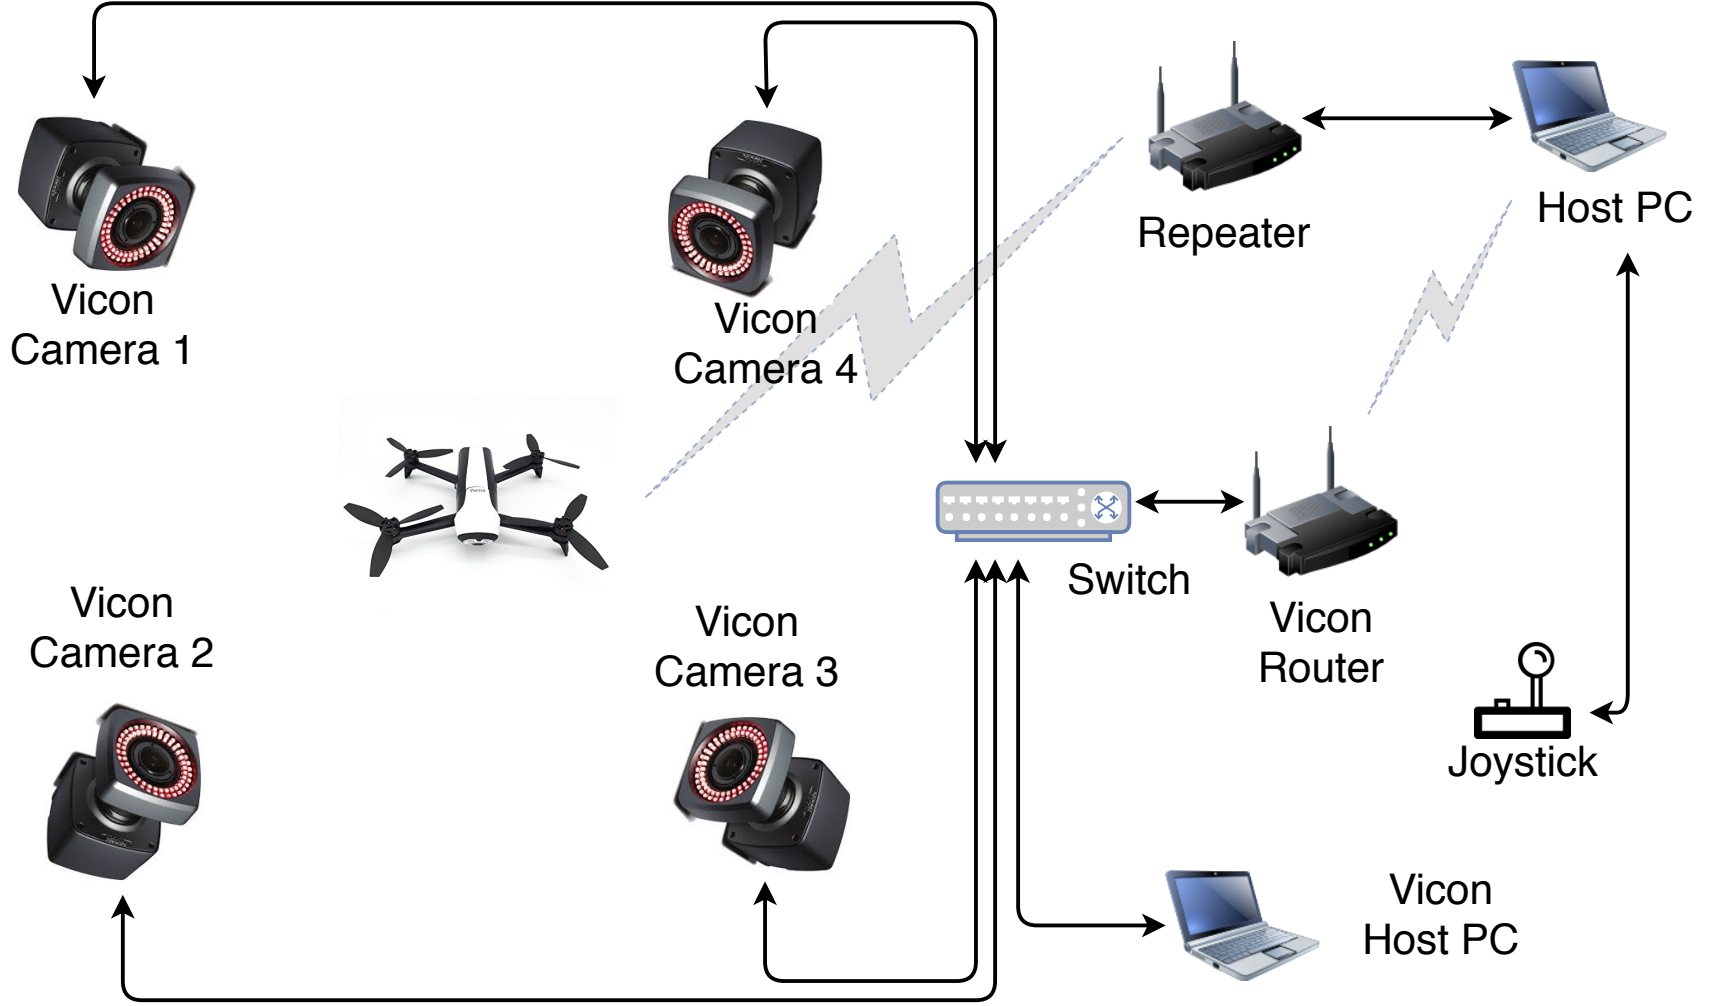 Vicon
Camera 1
Vicon
Camera 4
Repeater
Host PC
Switch
Vicon
Router
Vicon
Camera 2
Vicon
Camera 3
Joystick
Vicon
Host PC